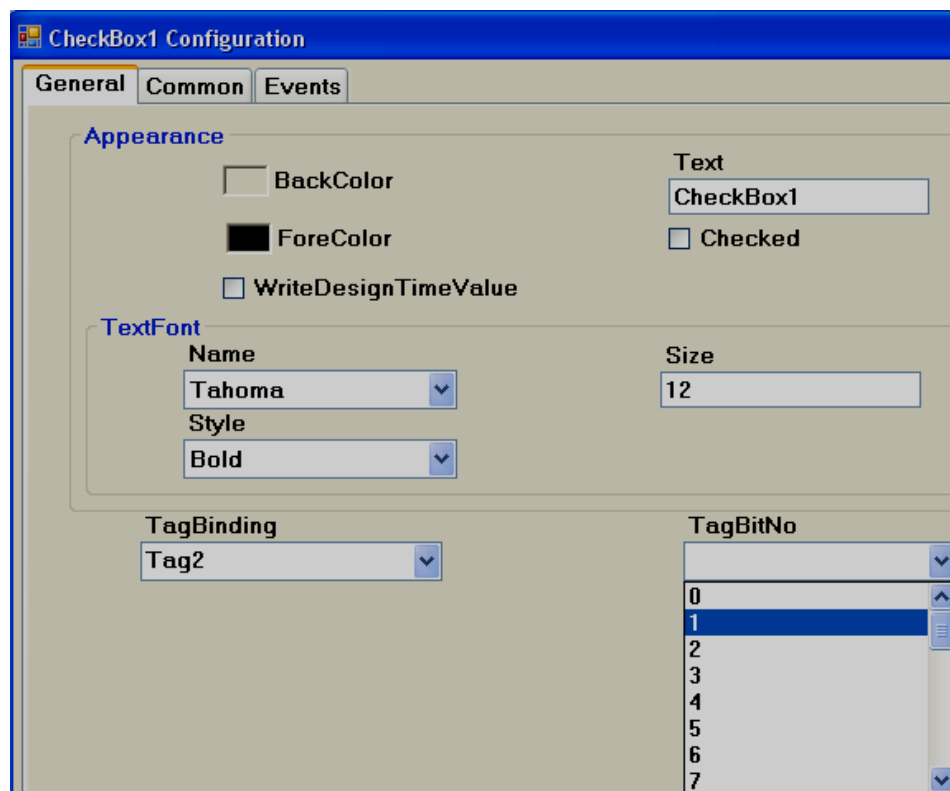 CheckBox1 Configuration
General Common Events
Appearance
BackColor
Text
CheckBox1
ForeColor
Checked
WriteDesignTimeValue
TextFont
Name
Size
Tahoma
12
Style
Bold
TagBinding
TagBitNo
Tag2
0
1
2
3
4
5
6
7